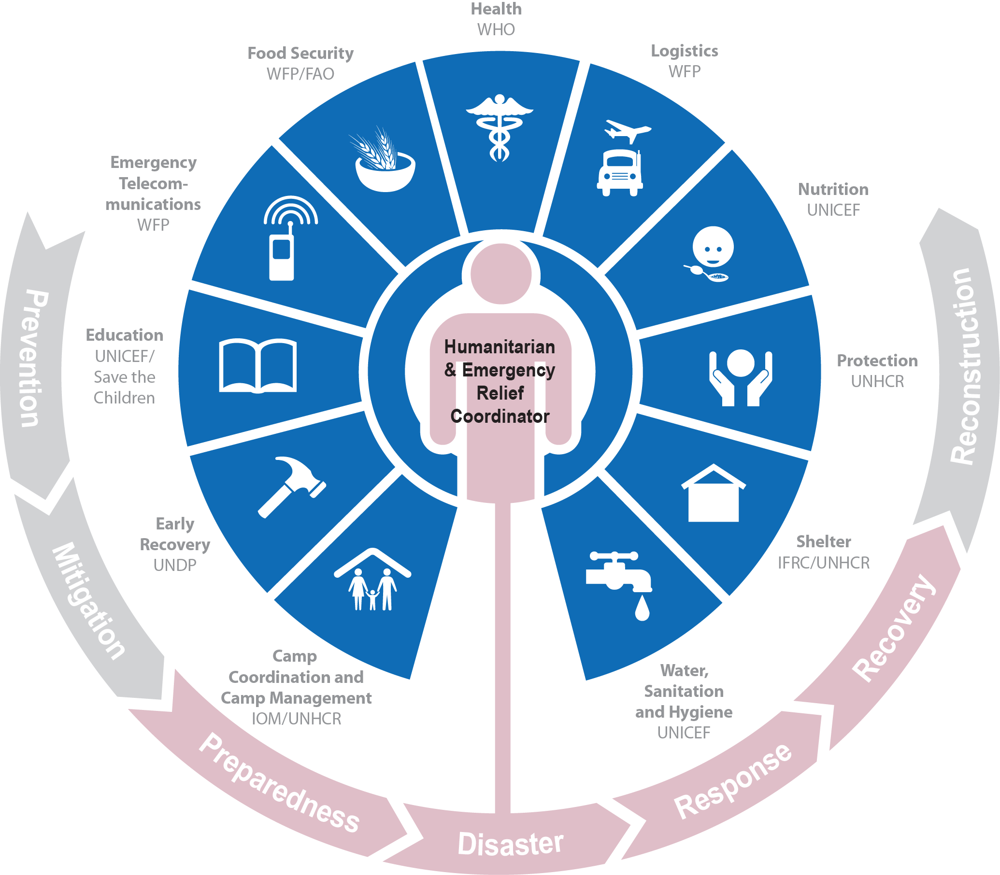 Health
WHO
Logistics
WFP
Nutrition
UNICEF
Protection
UNHCR
Shelter
IFRC/UNHCR
Water,
Sanitation
and Hygiene
UNICEF
Camp
Coordination and
Camp Management
IOM/UNHCR
Early
Recovery
UNDP
Education
UNICEF/
Save the
Children
Emergency
Telecom-
munications
WFP
Food Security
WFP/FAO
Humanitarian
& Emergency
Relief
Coordinator
Prevention
Mitigation
Preparedness
Disaster
Response
Recovery
Reconstruction